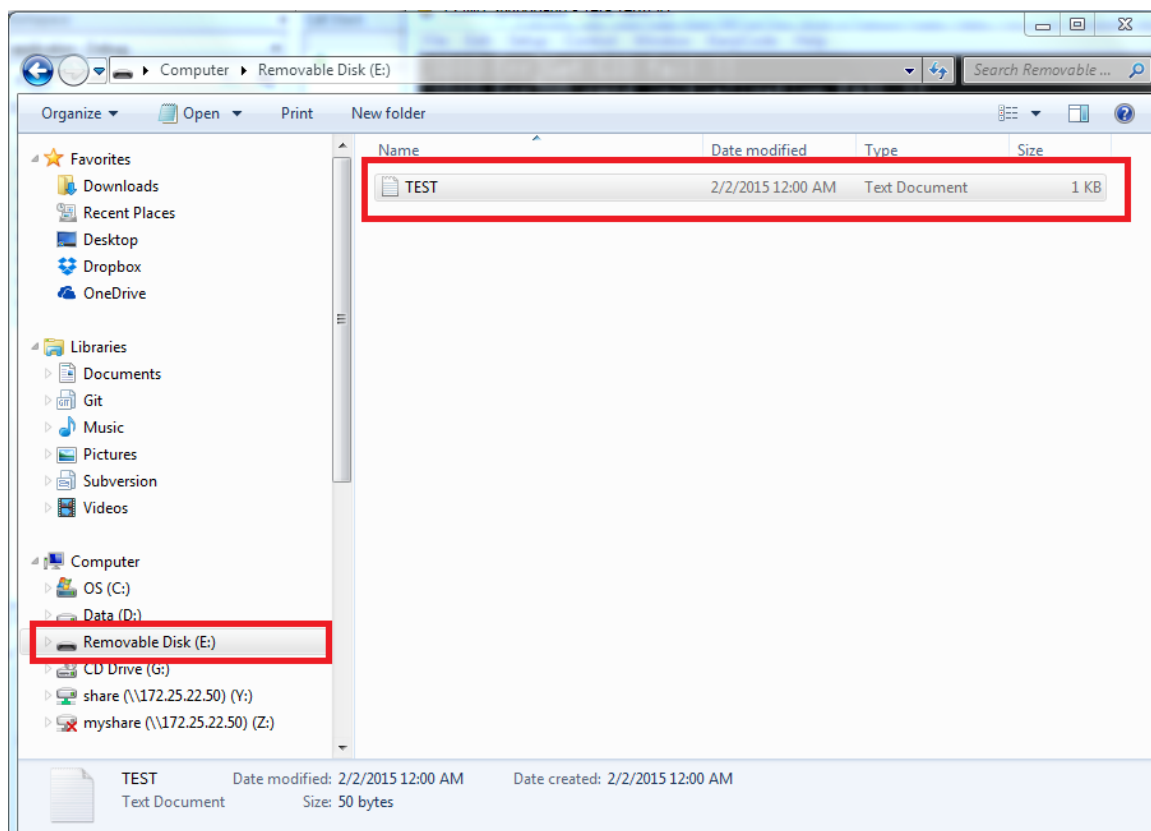 Computer Removable Disk (E:)
Search Removable ...
Organize Open Print New folder
Name Date modified Type Size
TEST 2/2/2015 12:00 AM Text Document 1 KB
Favorites
Downloads
Recent Places
Desktop
Dropbox
OneDrive
Libraries
Documents
Git
Music
Pictures
Subversion
Videos
Computer
OS (C:)
Data (D:)
Removable Disk (E:)
CD Drive (G:)
share (\\172.25.22.50) (Y:)
myshare (\\172.25.22.50) (Z:)
TEST Date modified: 2/2/2015 12:00 AM Date created: 2/2/2015 12:00 AM
Text Document Size: 50 bytes